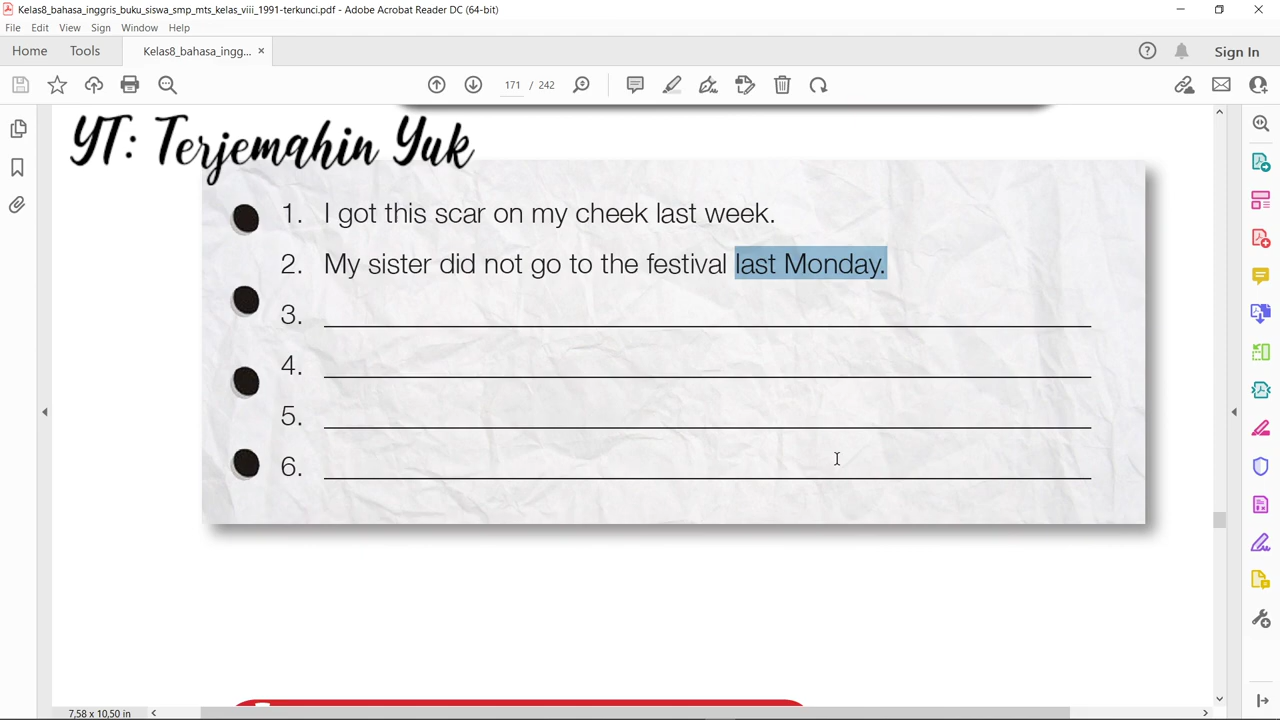 Kelas8_bahasa_inggris_buku_siswa_smp_mts_kelas_viii_1991-terkunci.pdf - Adobe Acrobat Reader DC (64-bit)
File Edit View Sign Window Help
Home Tools Kelas8_bahasa_ingg... × Sign In
171 / 242
YT: Terjemahin Yuk
1. I got this scar on my cheek last week.
2. My sister did not go to the festival last Monday.
3.
4.
5.
6.
7,58 x 10,50 in